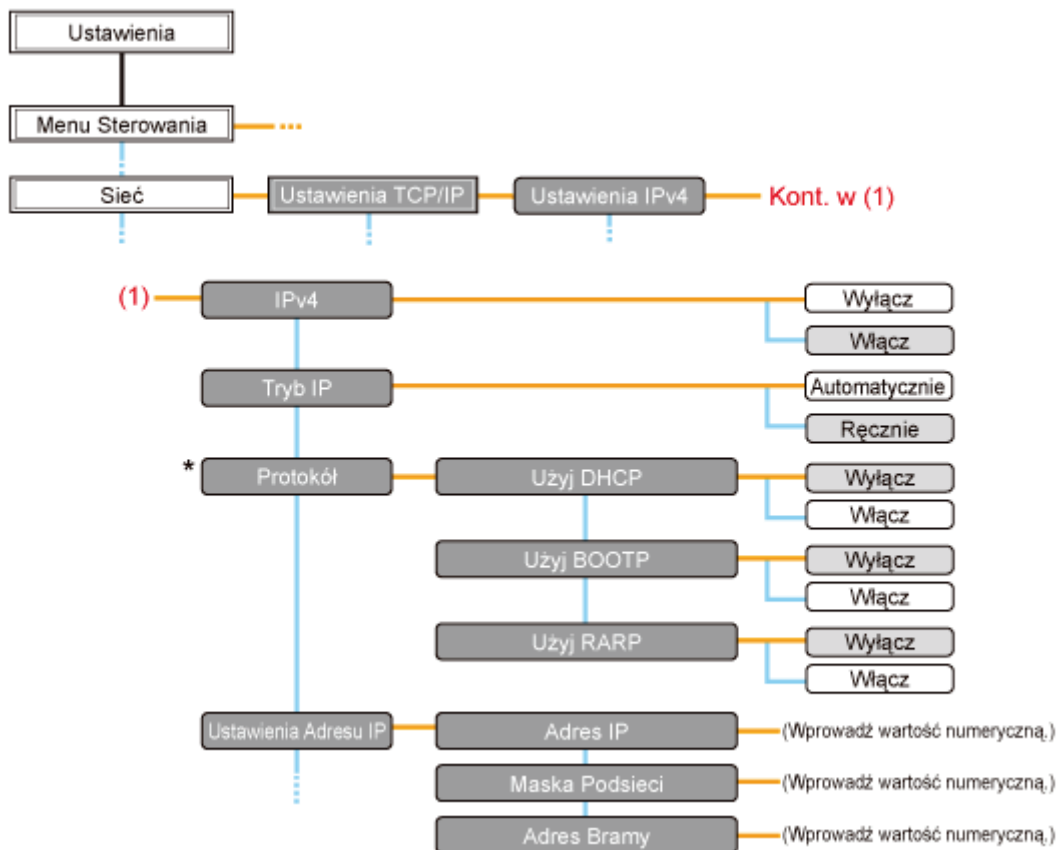 Ustawienia
Menu Sterowania
Sieć
Ustawienia TCP/IP
Ustawienia IPv4
Kont. w (1)
(1)
IPv4
Wyłącz
Włącz
Tryb IP
Automatycznie
Ręcznie
*
Protokół
Użyj DHCP
Wyłącz
Włącz
Użyj BOOTP
Wyłącz
Włącz
Użyj RARP
Wyłącz
Włącz
Ustawienia Adresu IP
Adres IP
(Wprowadź wartość numeryczną.)
Maska Podsieci
(Wprowadź wartość numeryczną.)
Adres Bramy
(Wprowadź wartość numeryczną.)